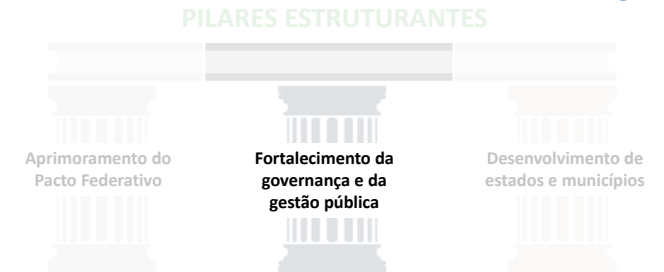 PILARES ESTRUTURANTES
Aprimoramento do
Pacto Federativo
Fortalecimento da
governança e da
gestão pública
Desenvolvimento de
estados e municípios